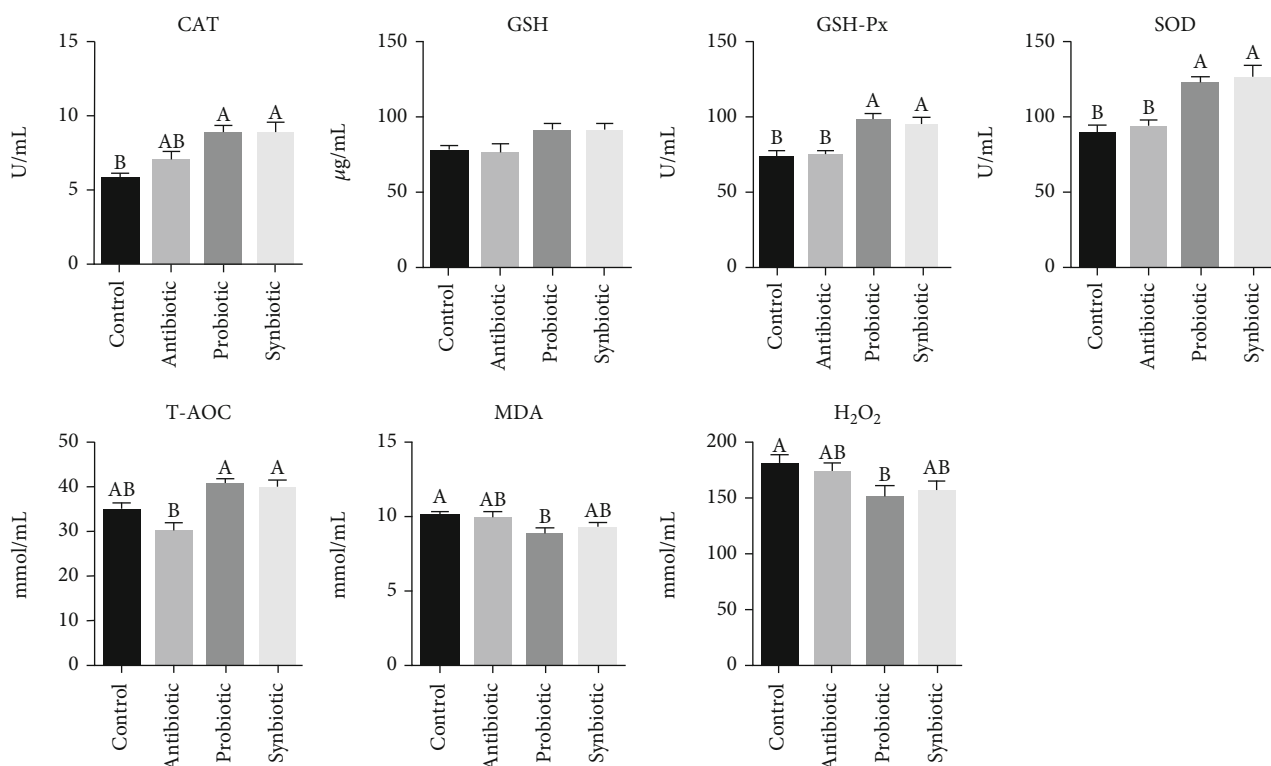 CAT
15
10
5
0
U/mL
B
AB
A
A
Control
Antibiotic
Probiotic
Synbiotic
GSH
150
100
50
0
µg/mL
Control
Antibiotic
Probiotic
Synbiotic
GSH-Px
150
100
50
0
U/mL
B
B
A
A
Control
Antibiotic
Probiotic
Synbiotic
SOD
150
100
50
0
U/mL
B
B
A
A
Control
Antibiotic
Probiotic
Synbiotic
T-AOC
50
40
30
20
10
0
mmol/mL
AB
B
A
A
Control
Antibiotic
Probiotic
Synbiotic
MDA
15
10
5
0
mmol/mL
A
AB
B
AB
Control
Antibiotic
Probiotic
Synbiotic
H₂O₂
200
150
100
50
0
mmol/mL
A
AB
B
AB
Control
Antibiotic
Probiotic
Synbiotic